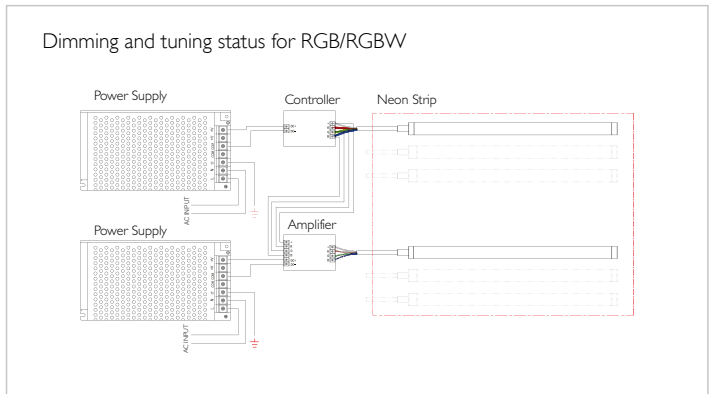 Dimming and tuning status for RGB/RGBW
Power Supply
Controller
Neon Strip
AC INPUT
Power Supply
Amplifier
AC INPUT